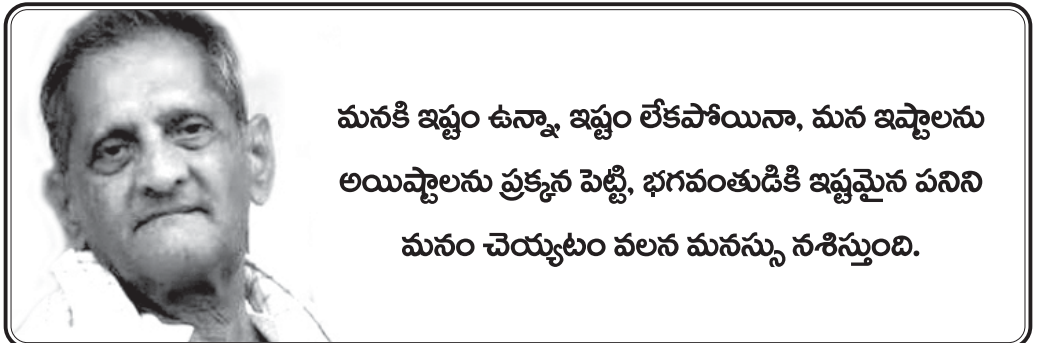 మనకి ఇష్టం ఉన్నా, ఇష్టం లేకపోయినా, మన ఇష్టాలను
అయిష్టాలను ప్రక్కన పెట్టి, భగవంతుడికి ఇష్టమైన పనిని
మనం చెయ్యటం వలన మనస్సు నశిస్తుంది.